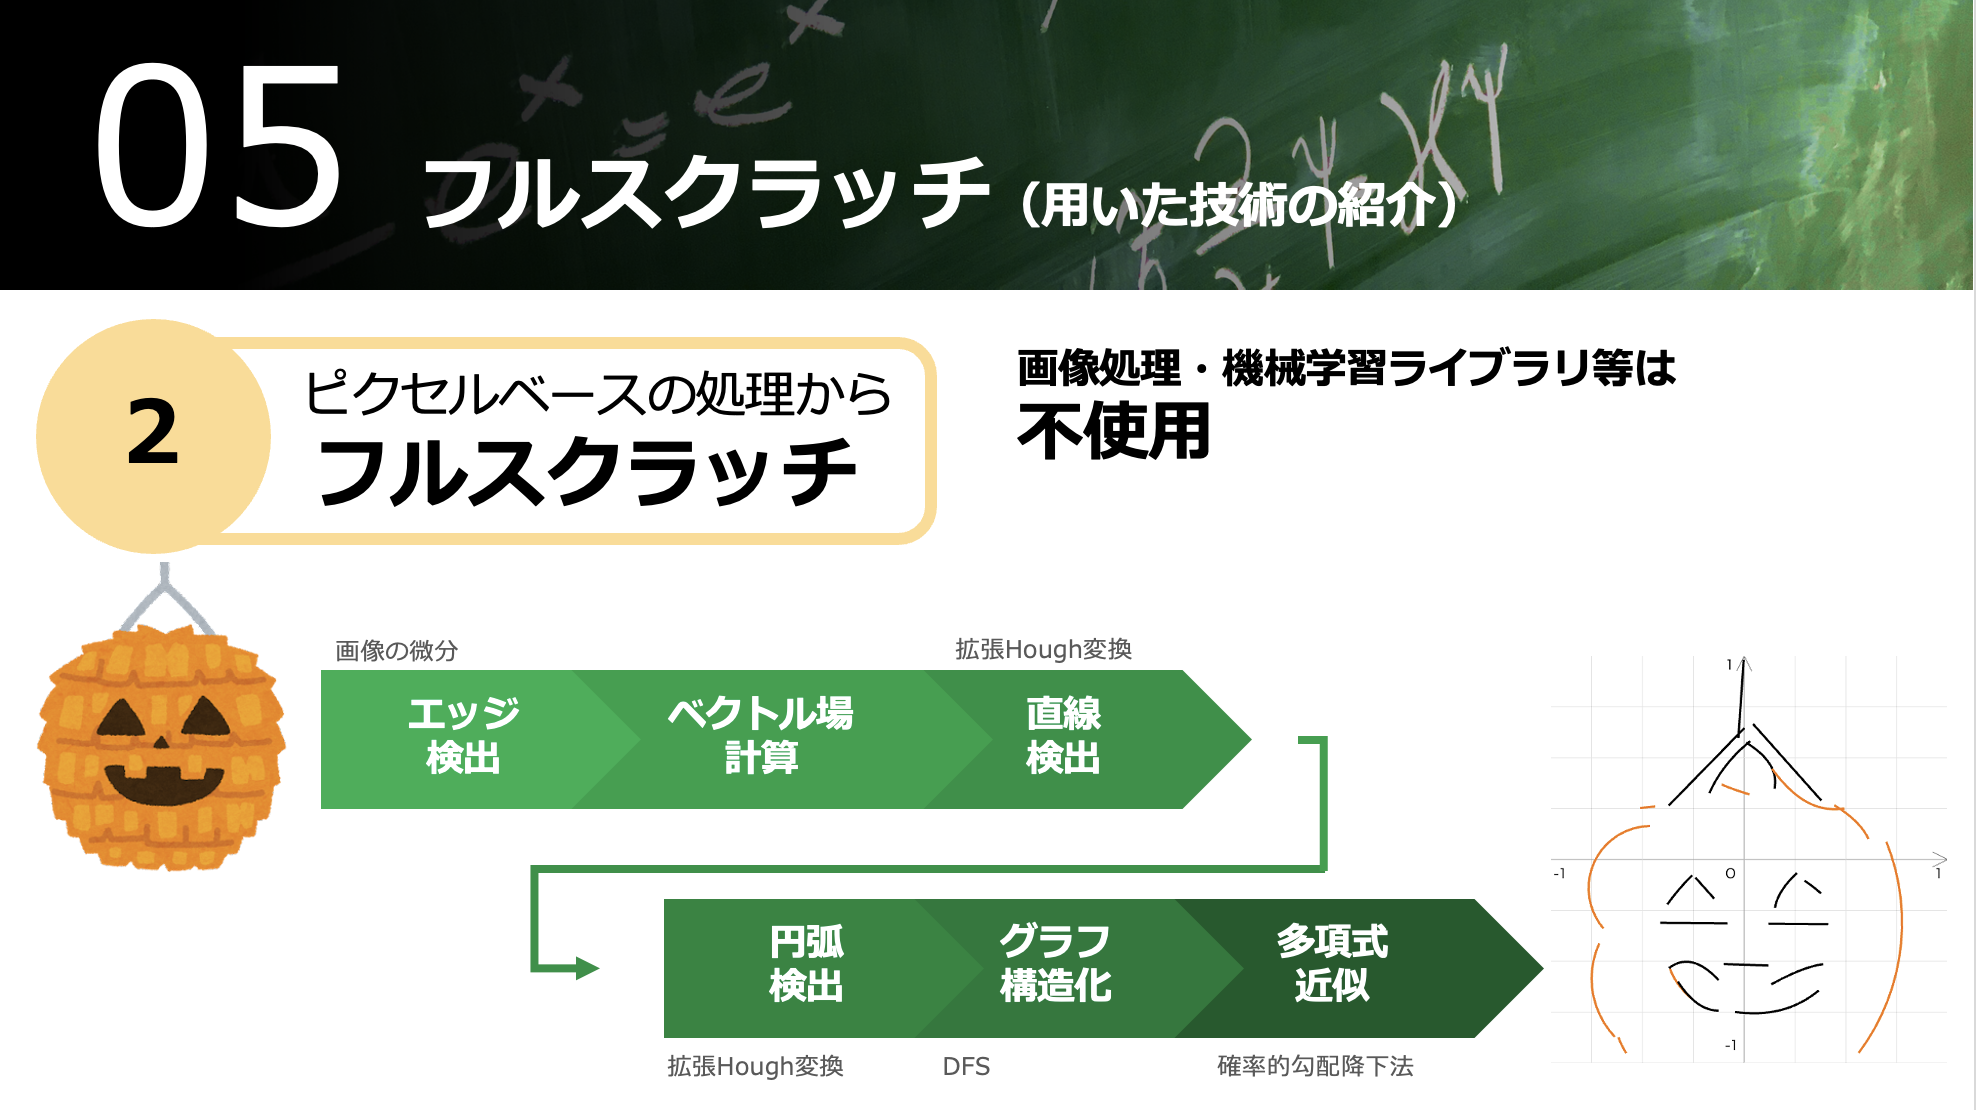 05 フルスクラッチ（用いた技術の紹介）
2
ピクセルベースの処理から
フルスクラッチ
画像処理・機械学習ライブラリ等は
不使用
画像の微分
拡張Hough変換
エッジ
検出
ベクトル場
計算
直線
検出
円弧
検出
グラフ
構造化
多項式
近似
拡張Hough変換
DFS
確率的勾配降下法
1
-1
0
1
-1